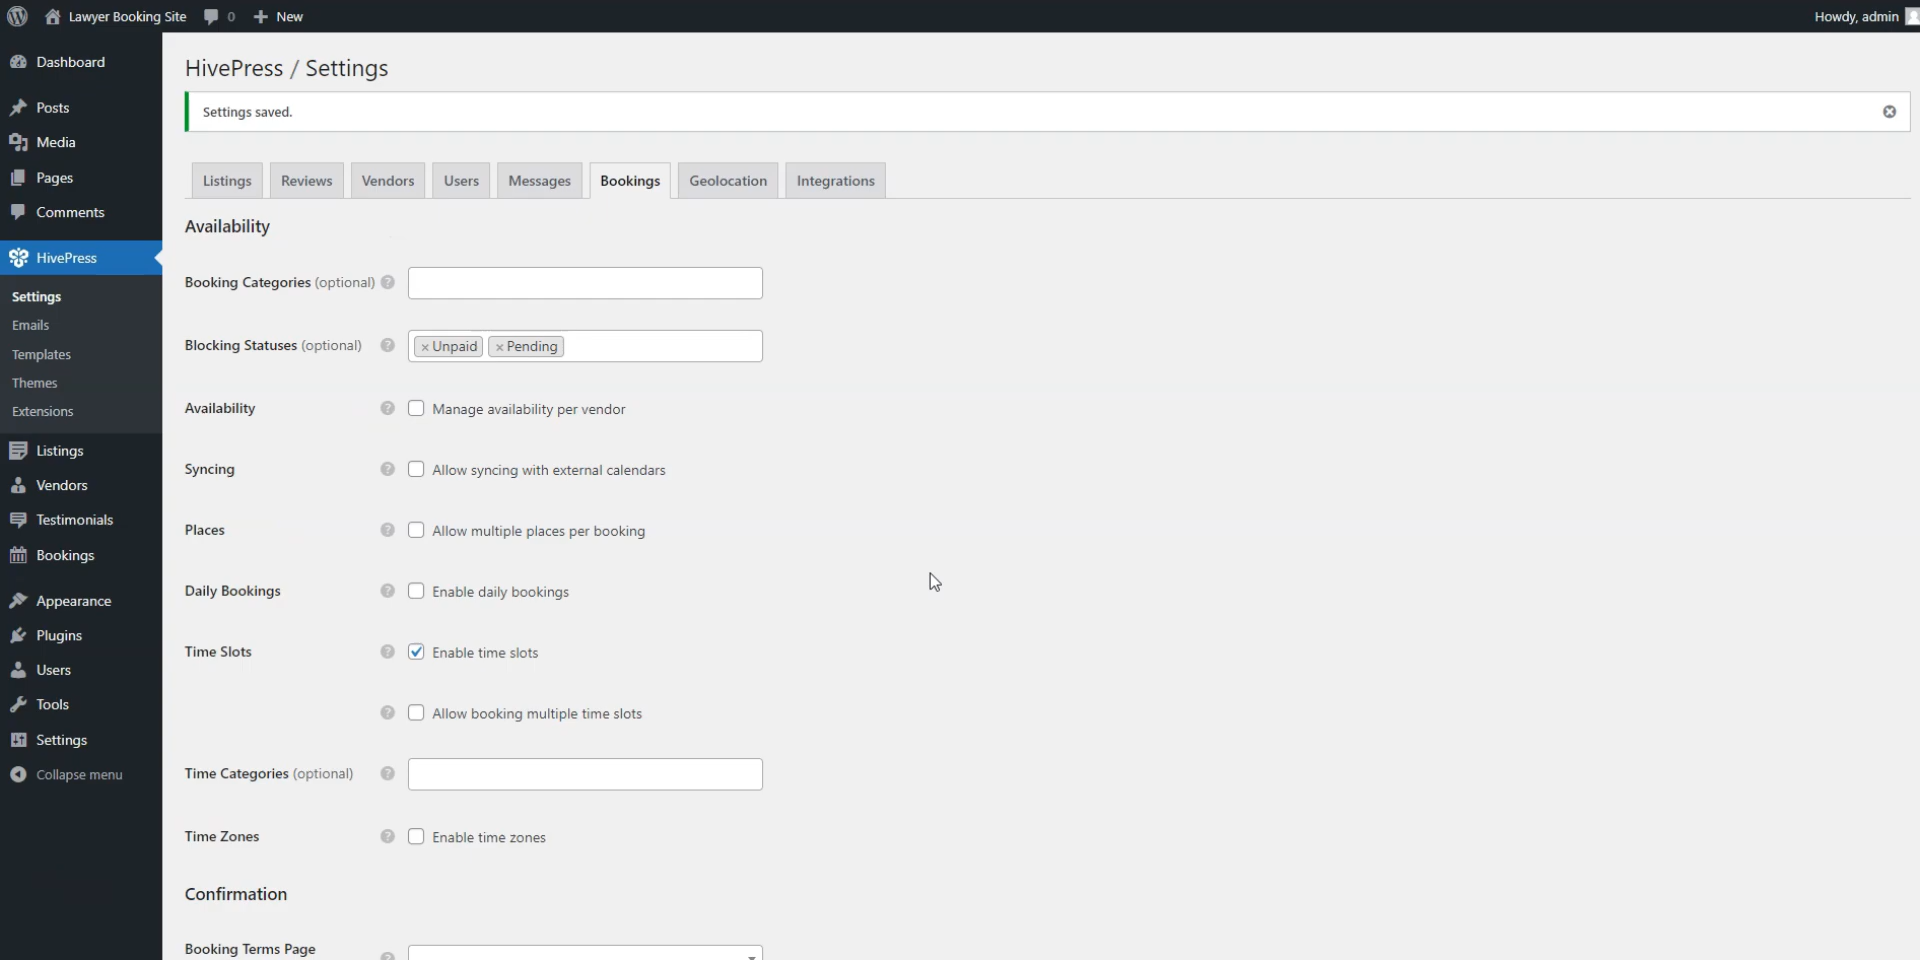 Lawyer Booking Site 0 New Howdy, admin
Dashboard
Posts
Media
Pages
Comments
HivePress
Settings
Emails
Templates
Themes
Extensions
Listings
Vendors
Testimonials
Bookings
Appearance
Plugins
Users
Tools
Settings
Collapse menu
HivePress / Settings
Settings saved.
Listings Reviews Vendors Users Messages Bookings Geolocation Integrations
Availability
Booking Categories (optional) ?
Blocking Statuses (optional) ? × Unpaid × Pending
Availability ? Manage availability per vendor
Syncing ? Allow syncing with external calendars
Places ? Allow multiple places per booking
Daily Bookings ? Enable daily bookings
Time Slots ? Enable time slots
? Allow booking multiple time slots
Time Categories (optional) ?
Time Zones ? Enable time zones
Confirmation
Booking Terms Page ?